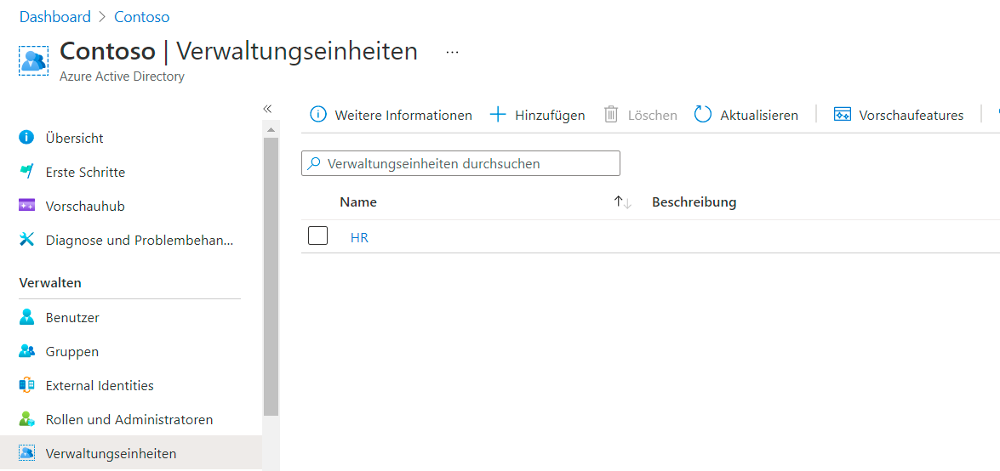 Dashboard > Contoso
Contoso | Verwaltungseinheiten ...
Azure Active Directory
«
Weitere Informationen + Hinzufügen Löschen Aktualisieren Vorschaufeatures
Übersicht
Erste Schritte
Vorschauhub
Diagnose und Problembehan...
Verwalten
Benutzer
Gruppen
External Identities
Rollen und Administratoren
Verwaltungseinheiten
Verwaltungseinheiten durchsuchen
Name ↑↓ Beschreibung
HR